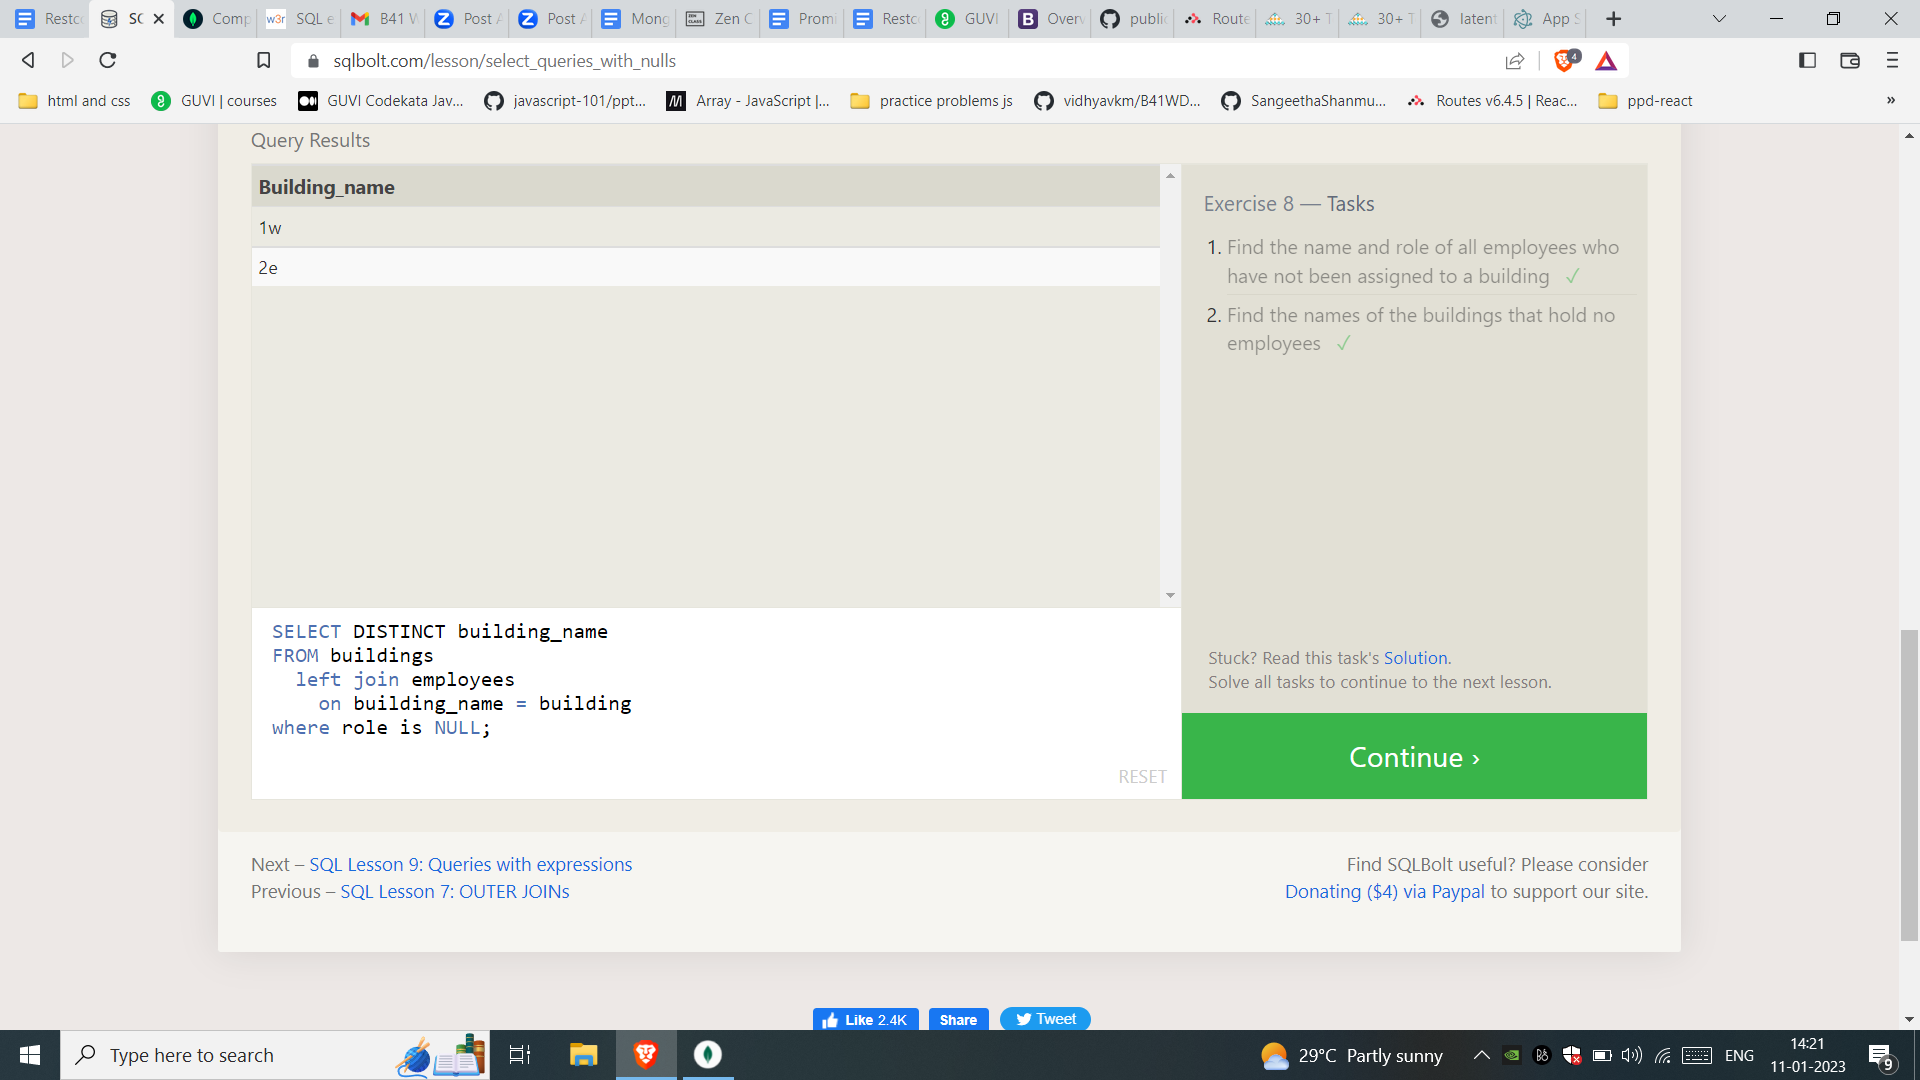 Restco
SC
Comp
w3r SQL e
B41 W
Post A
Post A
Mong
ZEN CLASS Zen C
Promi
Restco
GUVI
B Overv
public
Route
30+ T
30+ T
latent
App S
sqlbolt.com/lesson/select_queries_with_nulls
4
html and css
GUVI | courses
GUVI Codekata Jav...
javascript-101/ppt...
Array - JavaScript |...
practice problems js
vidhyavkm/B41WD...
SangeethaShanmu...
Routes v6.4.5 | Reac...
ppd-react
»
Query Results
Building_name
1w
2e
Exercise 8 — Tasks
1. Find the name and role of all employees who
have not been assigned to a building ✓
2. Find the names of the buildings that hold no
employees ✓
SELECT DISTINCT building_name
FROM buildings
left join employees
on building_name = building
where role is NULL;
RESET
Stuck? Read this task's Solution.
Solve all tasks to continue to the next lesson.
Continue ›
Next – SQL Lesson 9: Queries with expressions
Previous – SQL Lesson 7: OUTER JOINs
Find SQLBolt useful? Please consider
Donating ($4) via Paypal to support our site.
Like 2.4K
Share
Tweet
Type here to search
29°C Partly sunny
ENG
14:21
11-01-2023
9